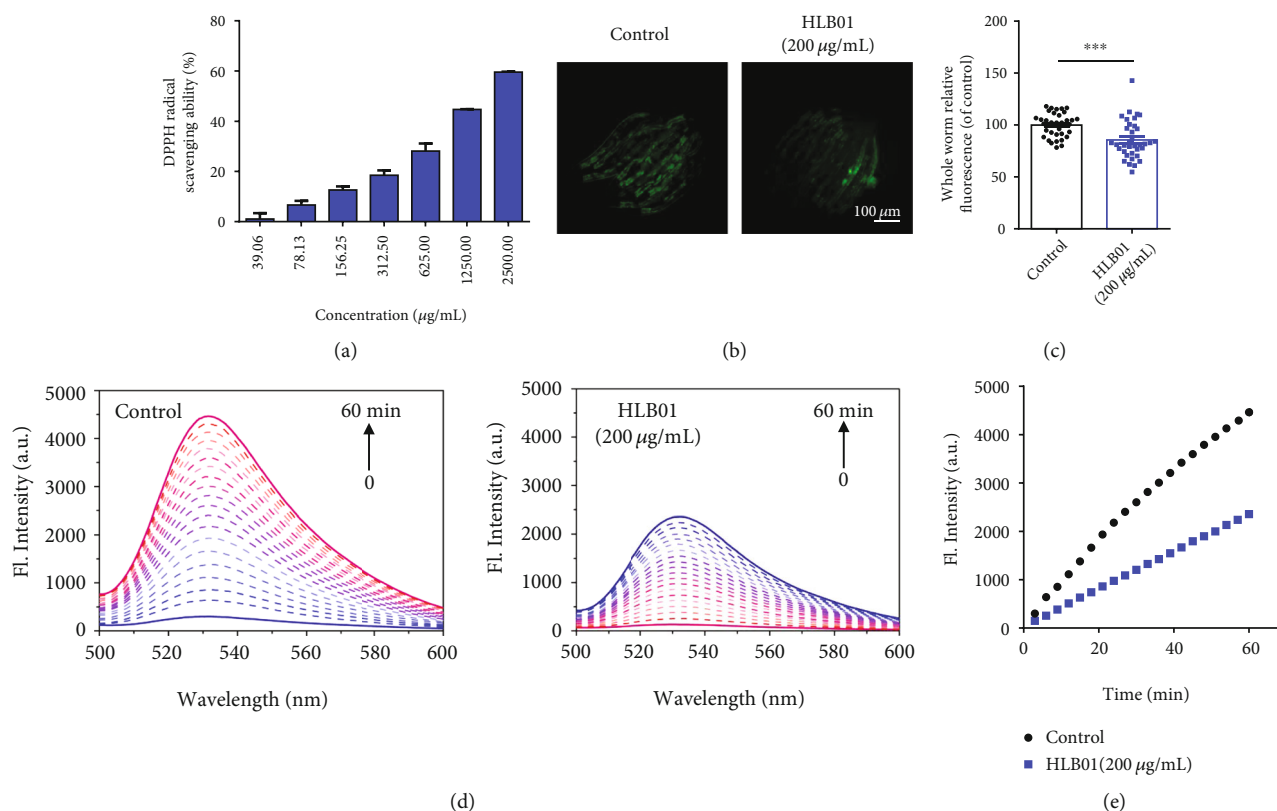 80
60
40
20
0
DPPH radical
scavenging ability (%)
39.06
78.13
156.25
312.50
625.00
1250.00
2500.00
Concentration (μg/mL)
(a)
Control
HLB01
(200 μg/mL)
100 μm
(b)
200
150
100
50
0
Whole worm relative
fluorescence (of control)
***
Control
HLB01
(200 μg/mL)
(c)
5000
4000
3000
2000
1000
0
Fl. Intensity (a.u.)
Control
60 min
0
500
520
540
560
580
600
Wavelength (nm)
5000
4000
3000
2000
1000
0
Fl. Intensity (a.u.)
HLB01
(200 μg/mL)
60 min
0
500
520
540
560
580
600
Wavelength (nm)
(d)
5000
4000
3000
2000
1000
0
Fl. Intensity (a.u.)
0
20
40
60
Time (min)
Control
HLB01(200 μg/mL)
(e)